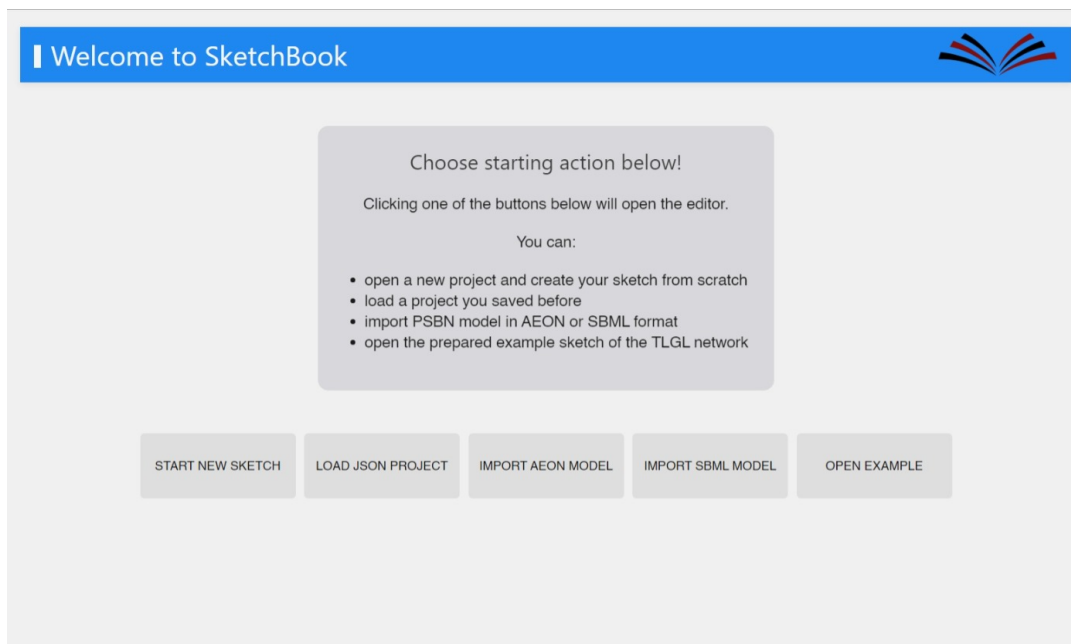 Welcome to SketchBook
Choose starting action below!
Clicking one of the buttons below will open the editor.
You can:
• open a new project and create your sketch from scratch
• load a project you saved before
• import PSBN model in AEON or SBML format
• open the prepared example sketch of the TLGL network
START NEW SKETCH
LOAD JSON PROJECT
IMPORT AEON MODEL
IMPORT SBML MODEL
OPEN EXAMPLE